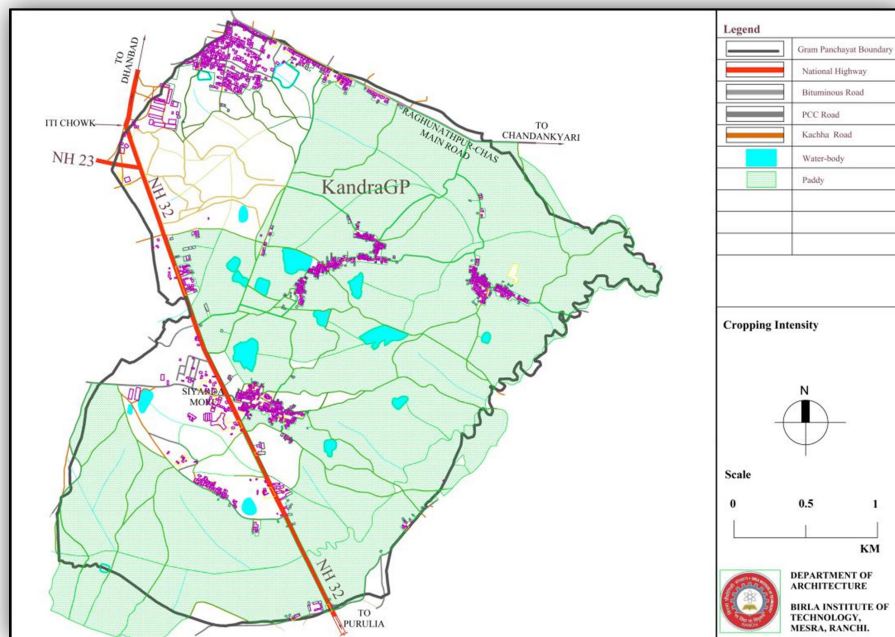 TO
DHANBAD
ITI CHOWK
NH 23
NH 32
RAGHUNATHPUR-CHAS
MAIN ROAD
TO
CHANDANKYARI
KandraGP
NH 32
TO
PURULIA
Legend
Gram Panchayat Boundary
National Highway
Bituminous Road
PCC Road
Kachha Road
Water-body
Paddy
Cropping Intensity
N
Scale
0 0.5 1
KM
DEPARTMENT OF
ARCHITECTURE
BIRLA INSTITUTE OF
TECHNOLOGY,
MESRA, RANCHI.